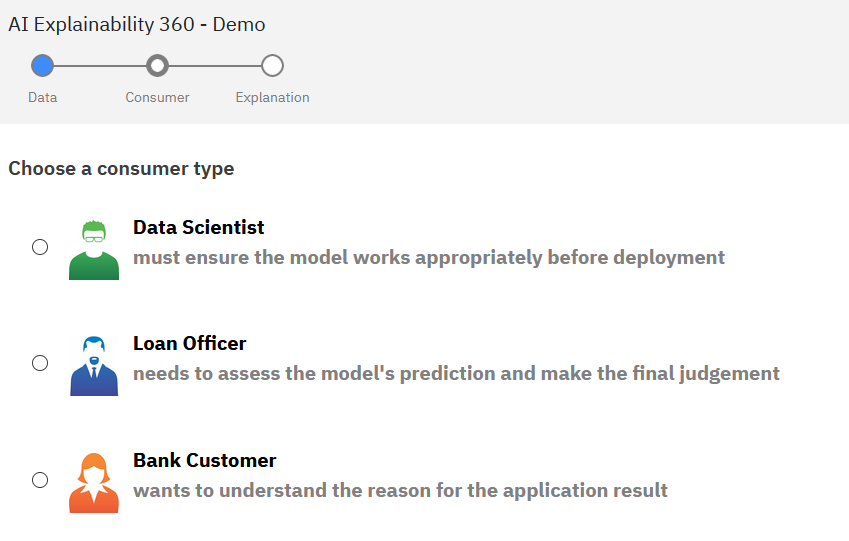 AI Explainability 360 - Demo
Data Consumer Explanation
Choose a consumer type
Data Scientist
must ensure the model works appropriately before deployment
Loan Officer
needs to assess the model's prediction and make the final judgement
Bank Customer
wants to understand the reason for the application result